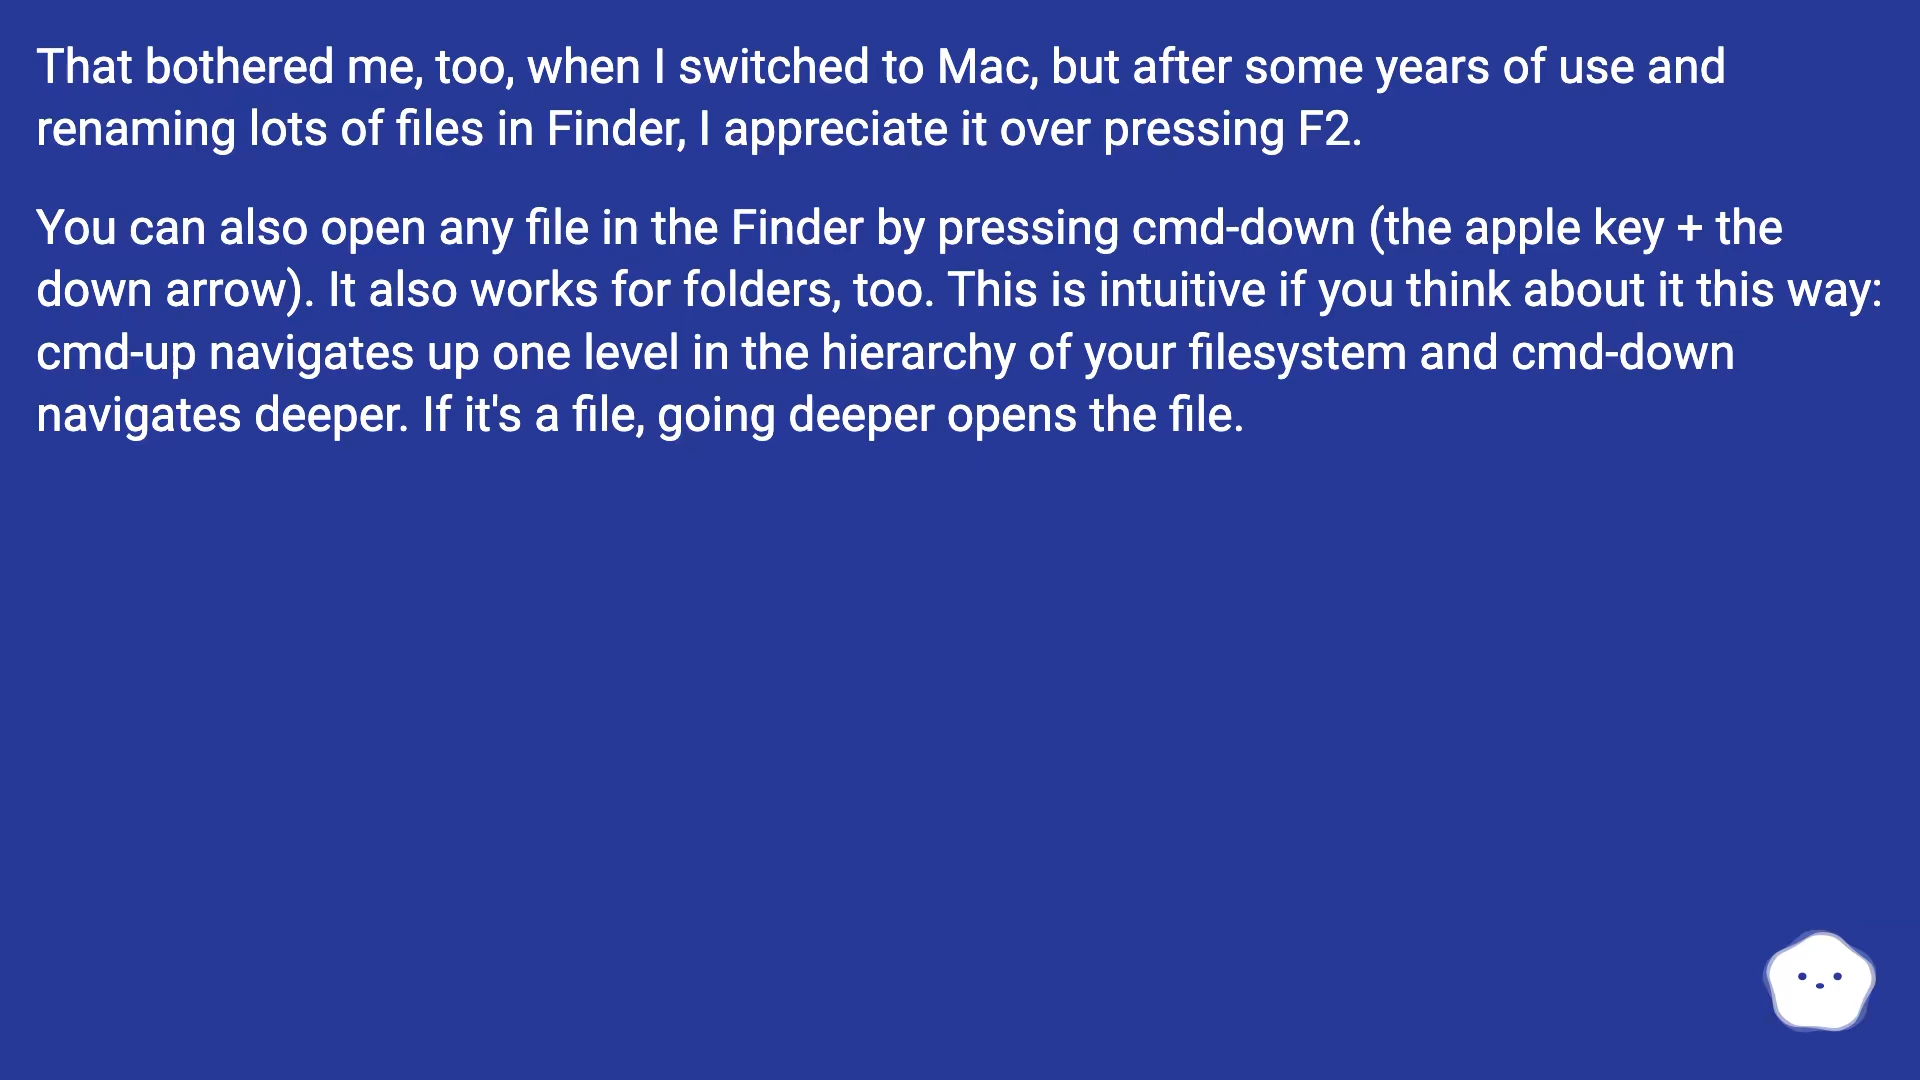 That bothered me, too, when I switched to Mac, but after some years of use and
renaming lots of files in Finder, I appreciate it over pressing F2.
You can also open any file in the Finder by pressing cmd-down (the apple key + the
down arrow). It also works for folders, too. This is intuitive if you think about it this way:
cmd-up navigates up one level in the hierarchy of your filesystem and cmd-down
navigates deeper. If it's a file, going deeper opens the file.